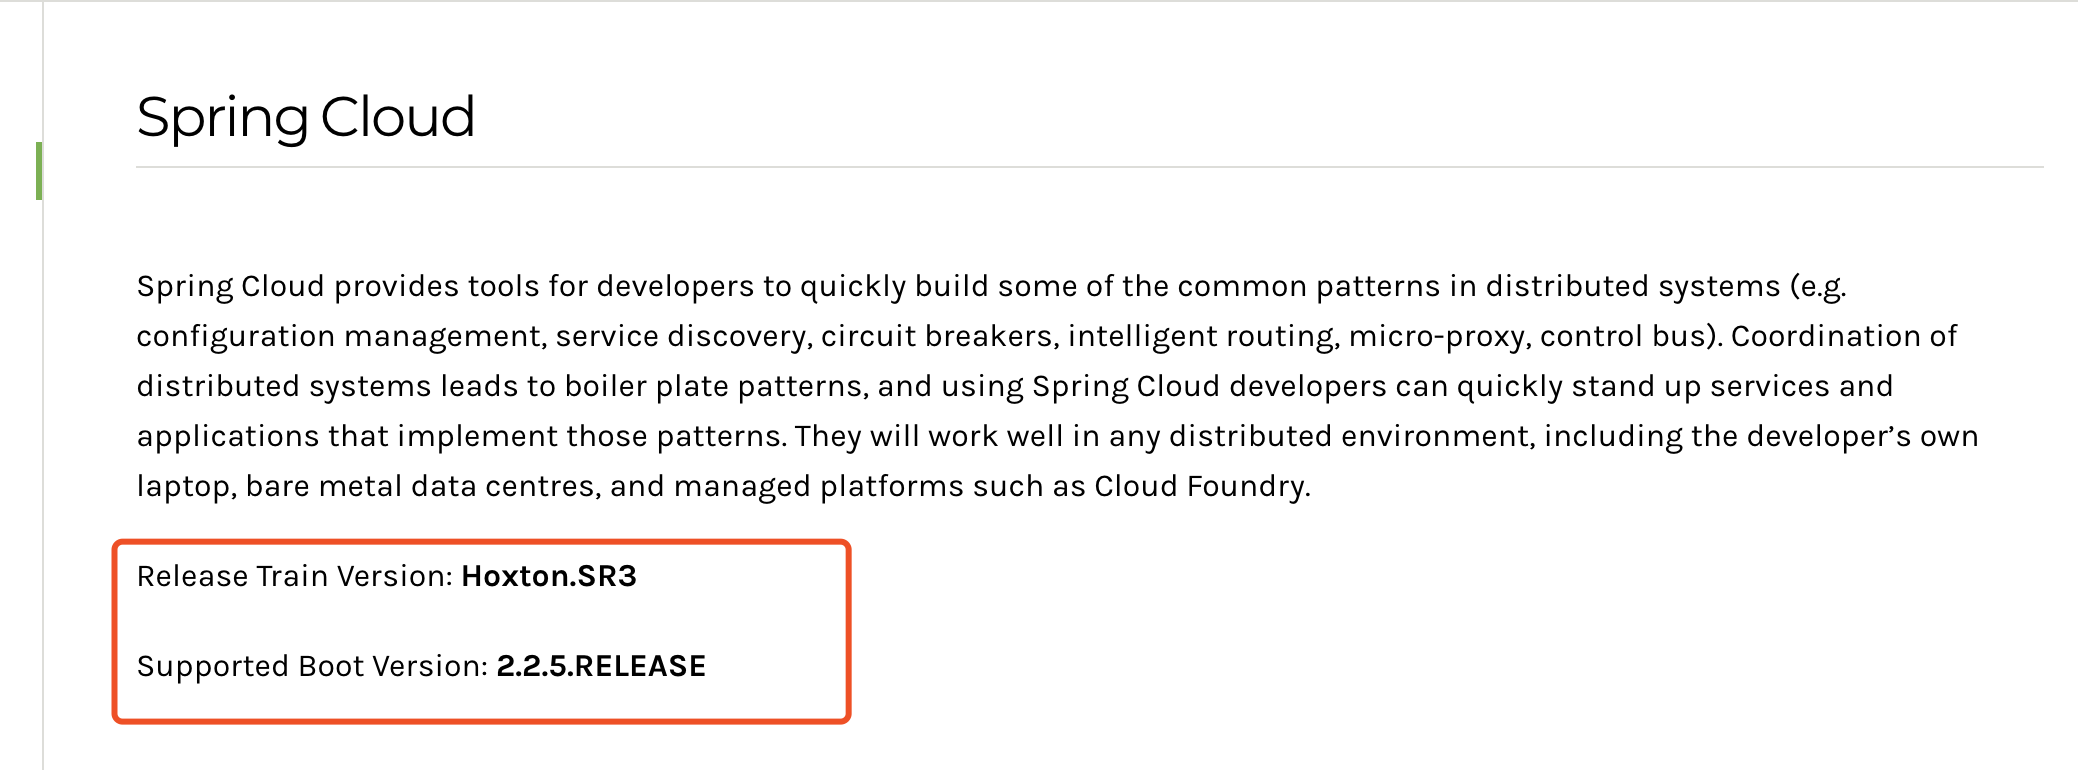 Spring Cloud
Spring Cloud provides tools for developers to quickly build some of the common patterns in distributed systems (e.g.
configuration management, service discovery, circuit breakers, intelligent routing, micro-proxy, control bus). Coordination of
distributed systems leads to boiler plate patterns, and using Spring Cloud developers can quickly stand up services and
applications that implement those patterns. They will work well in any distributed environment, including the developer’s own
laptop, bare metal data centres, and managed platforms such as Cloud Foundry.
Release Train Version: Hoxton.SR3
Supported Boot Version: 2.2.5.RELEASE